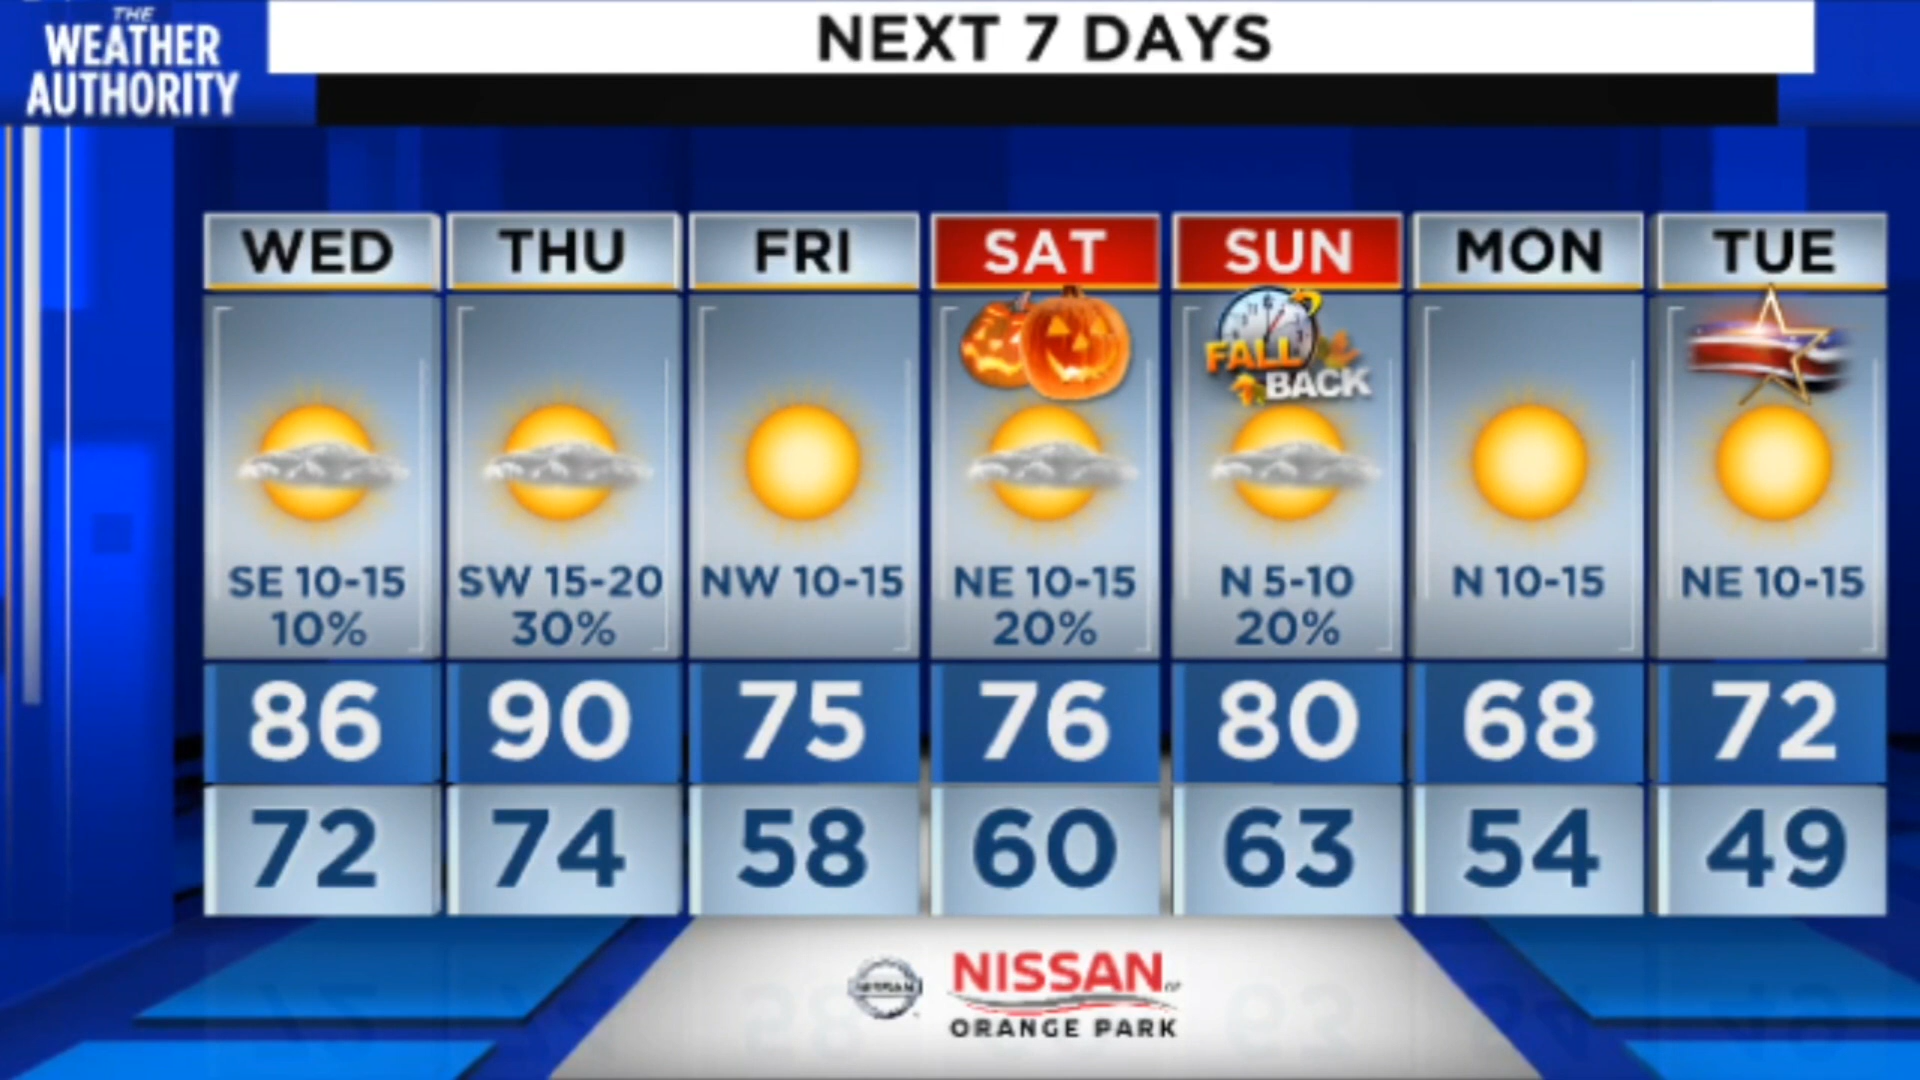 THE
WEATHER
AUTHORITY
NEXT 7 DAYS
WED THU FRI SAT SUN MON TUE
FALL
BACK
SE 10-15 SW 15-20 NW 10-15 NE 10-15 N 5-10 N 10-15 NE 10-15
10% 30% 20% 20%
86 90 75 76 80 68 72
72 74 58 60 63 54 49
NISSAN NISSAN OF
ORANGE PARK